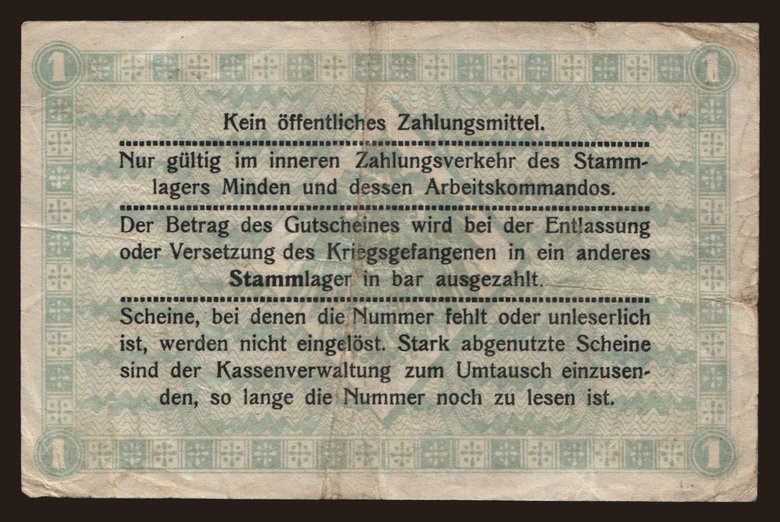 1 1
Kein öffentliches Zahlungsmittel.
Nur gültig im inneren Zahlungsverkehr des Stamm-
lagers Minden und dessen Arbeitskommandos.
Der Betrag des Gutscheines wird bei der Entlassung
oder Versetzung des Kriegsgefangenen in ein anderes
Stammlager in bar ausgezahlt.
Scheine, bei denen die Nummer fehlt oder unleserlich
ist, werden nicht eingelöst. Stark abgenutzte Scheine
sind der Kassenverwaltung zum Umtausch einzusen-
den, so lange die Nummer noch zu lesen ist.
1 1